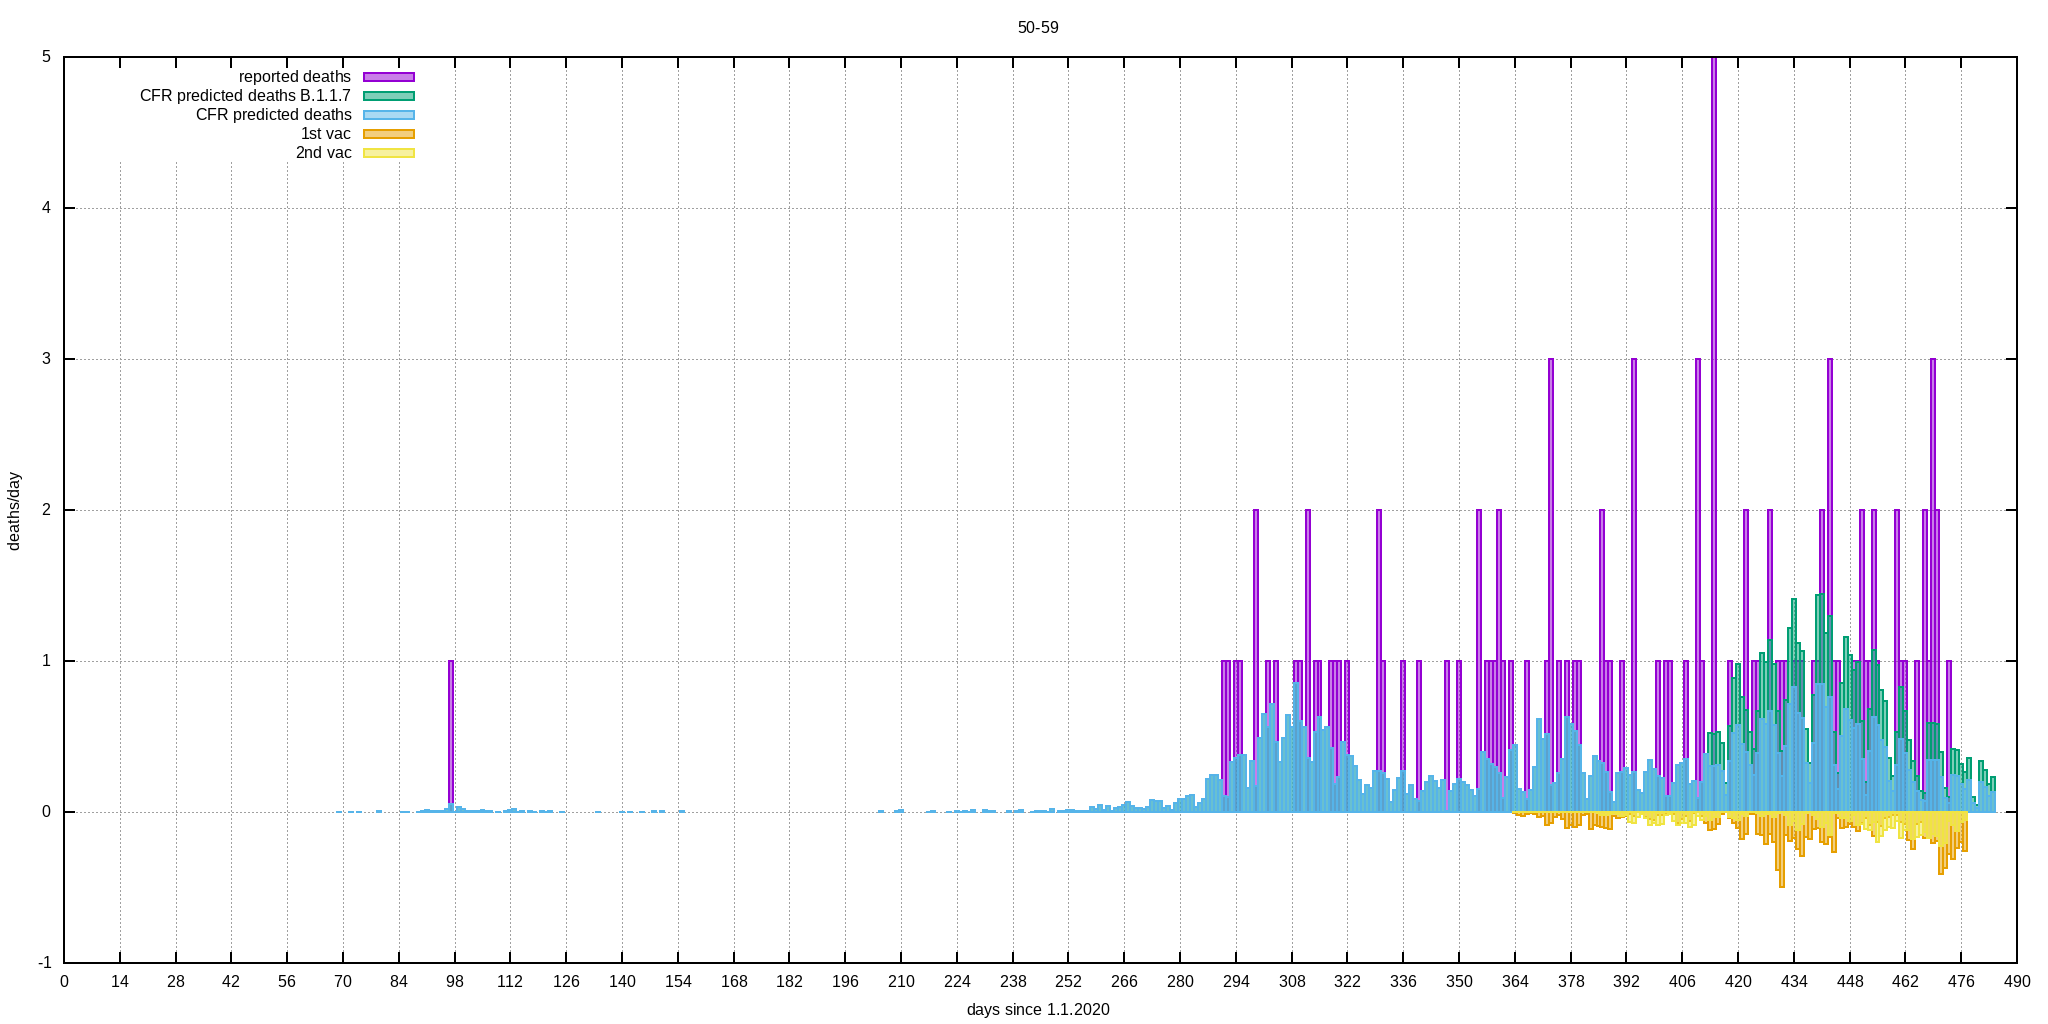 50-59
reported deaths
CFR predicted deaths B.1.1.7
CFR predicted deaths
1st vac
2nd vac
5
4
3
2
1
0
-1
deaths/day
0 14 28 42 56 70 84 98 112 126 140 154 168 182 196 210 224 238 252 266 280 294 308 322 336 350 364 378 392 406 420 434 448 462 476 490
days since 1.1.2020